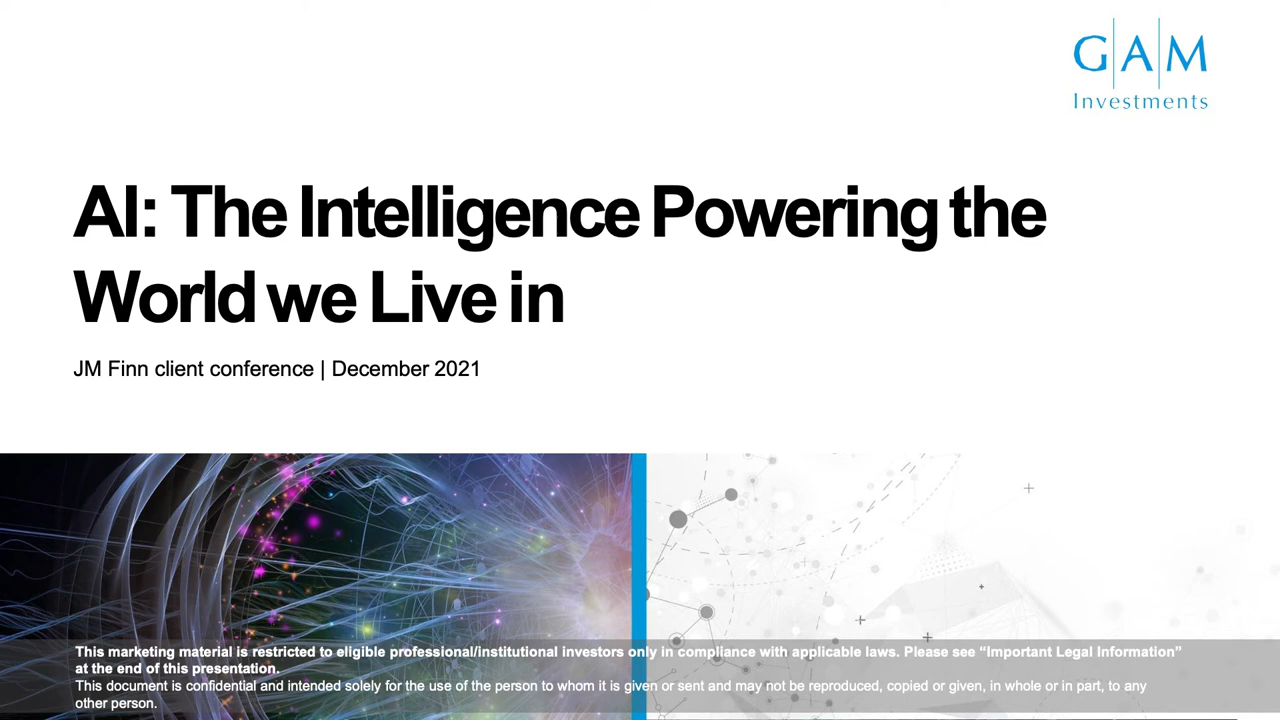 G|A|M
Investments
AI: The Intelligence Powering the
World we Live in
JM Finn client conference | December 2021
This marketing material is restricted to eligible professional/institutional investors only in compliance with applicable laws. Please see “Important Legal Information”
at the end of this presentation.
This document is confidential and intended solely for the use of the person to whom it is given or sent and may not be reproduced, copied or given, in whole or in part, to any
other person.